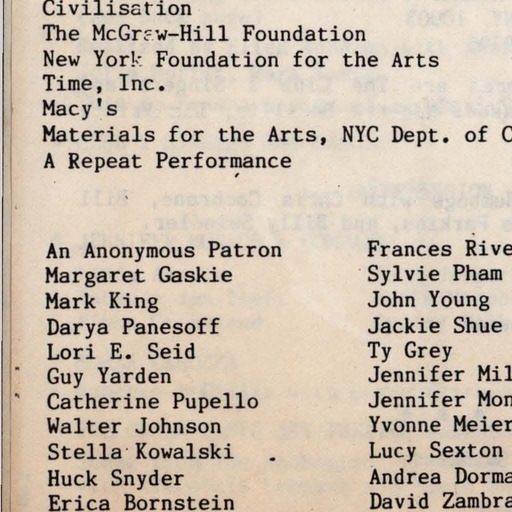 Civilisation
The McGraw-Hill Foundation
New York Foundation for the Arts
Time, Inc.
Macy's
Materials for the Arts, NYC Dept. of C
A Repeat Performance
An Anonymous Patron
Margaret Gaskie
Mark King
Darya Panesoff
Lori E. Seid
Guy Yarden
Catherine Pupello
Walter Johnson
Stella Kowalski
Huck Snyder
Erica Bornstein
Frances Rive
Sylvie Pham
John Young
Jackie Shue
Ty Grey
Jennifer Mil
Jennifer Mon
Yvonne Meier
Lucy Sexton
Andrea Dorma
David Zambra